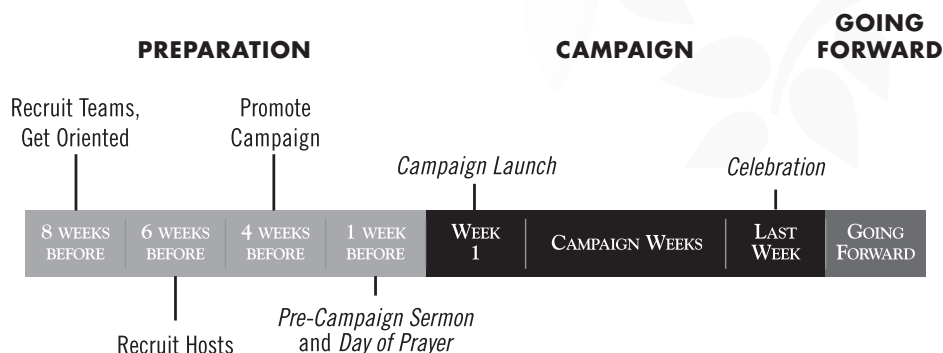 PREPARATION
CAMPAIGN
GOING
FORWARD
Recruit Teams,
Get Oriented
Promote
Campaign
Campaign Launch
Celebration
8 WEEKS
BEFORE
6 WEEKS
BEFORE
4 WEEKS
BEFORE
1 WEEK
BEFORE
WEEK
1
CAMPAIGN WEEKS
LAST
WEEK
GOING
FORWARD
Recruit Hosts
Pre-Campaign Sermon
and Day of Prayer